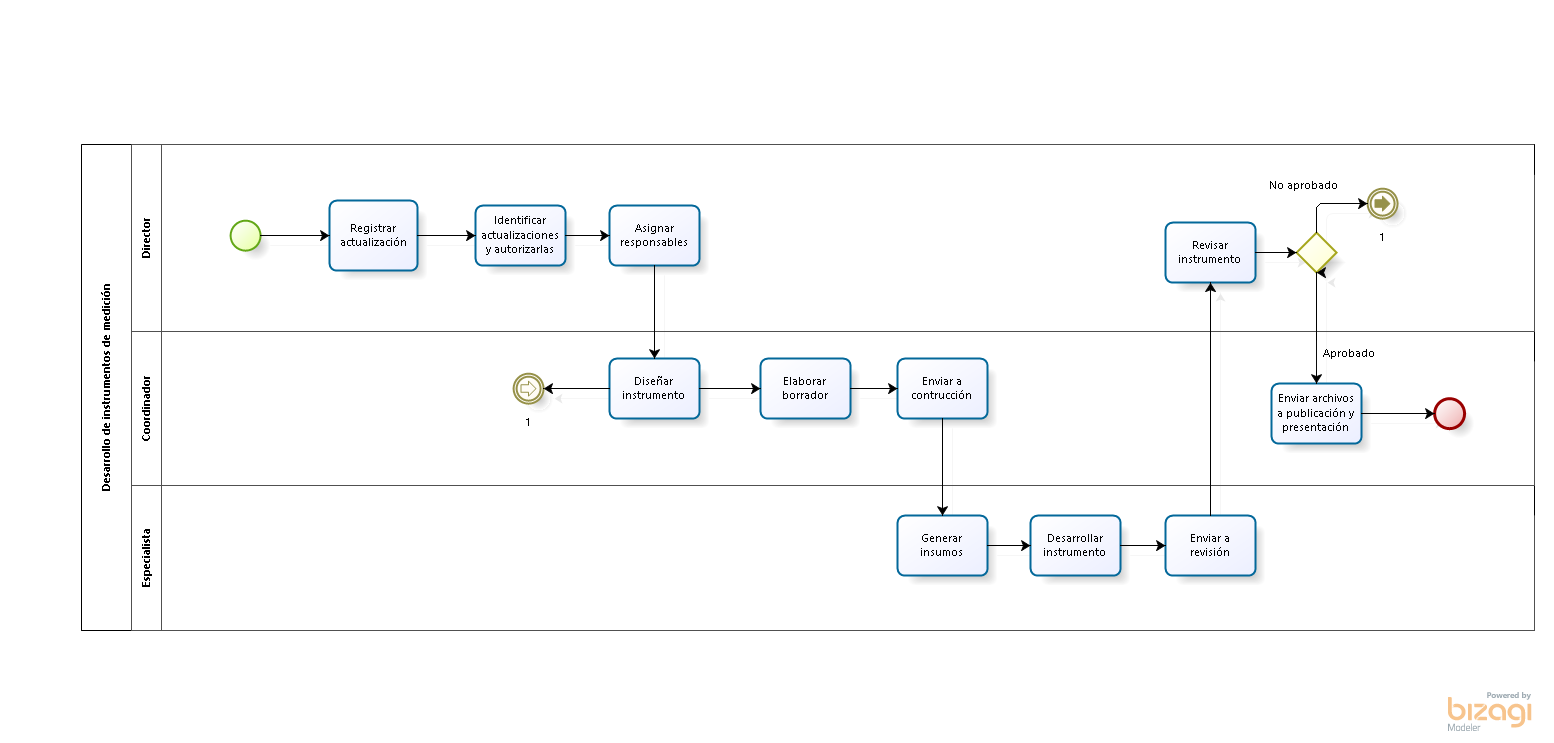 Desarrollo de instrumentos de medición
Director
Registrar
actualización
Identificar
actualizaciones
y autorizarlas
Asignar
responsables
Revisar
instrumento
No aprobado
1
Aprobado
Coordinador
1
Diseñar
instrumento
Elaborar
borrador
Enviar a
contrucción
Enviar archivos
a publicación y
presentación
Especialista
Generar
insumos
Desarrollar
instrumento
Enviar a
revisión
Powered by
bizagi
Modeler